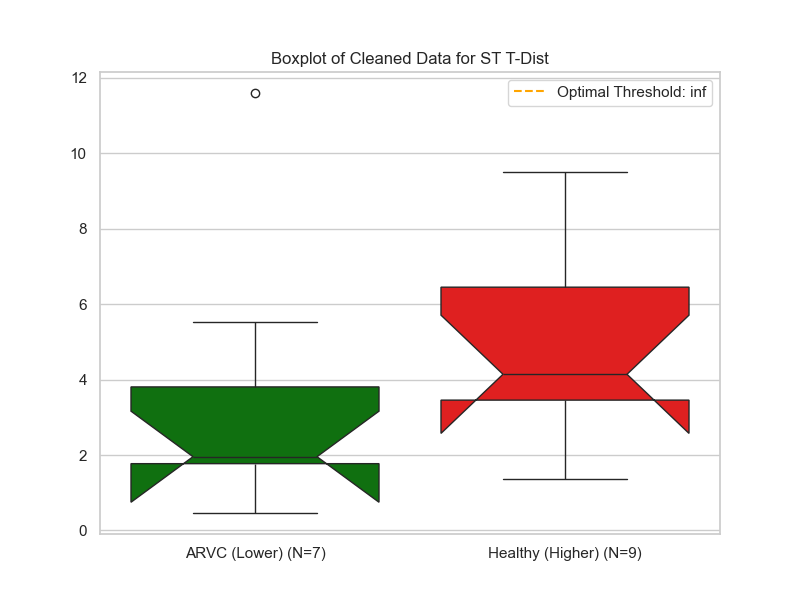 Boxplot of Cleaned Data for ST T-Dist
Optimal Threshold: inf
12
10
8
6
4
2
0
ARVC (Lower) (N=7)
Healthy (Higher) (N=9)